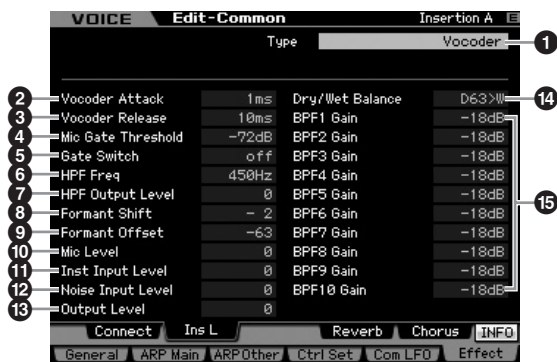 VOICE Edit-Common Insertion A E
Type Vocoder 1
2 Vocoder Attack 1ms Dry/Wet Balance D63>W 14
3 Vocoder Release 10ms BPF1 Gain -18dB
4 Mic Gate Threshold -72dB BPF2 Gain -18dB
5 Gate Switch off BPF3 Gain -18dB
6 HPF Freq 450Hz BPF4 Gain -18dB
7 HPF Output Level 0 BPF5 Gain -18dB
8 Formant Shift - 2 BPF6 Gain -18dB 15
9 Formant Offset -63 BPF7 Gain -18dB
10 Mic Level 0 BPF8 Gain -18dB
11 Inst Input Level 0 BPF9 Gain -18dB
12 Noise Input Level 0 BPF10 Gain -18dB
13 Output Level 0
Connect Ins L Reverb Chorus INFO
General ARP Main ARP Other Ctrl Set Com LFO Effect